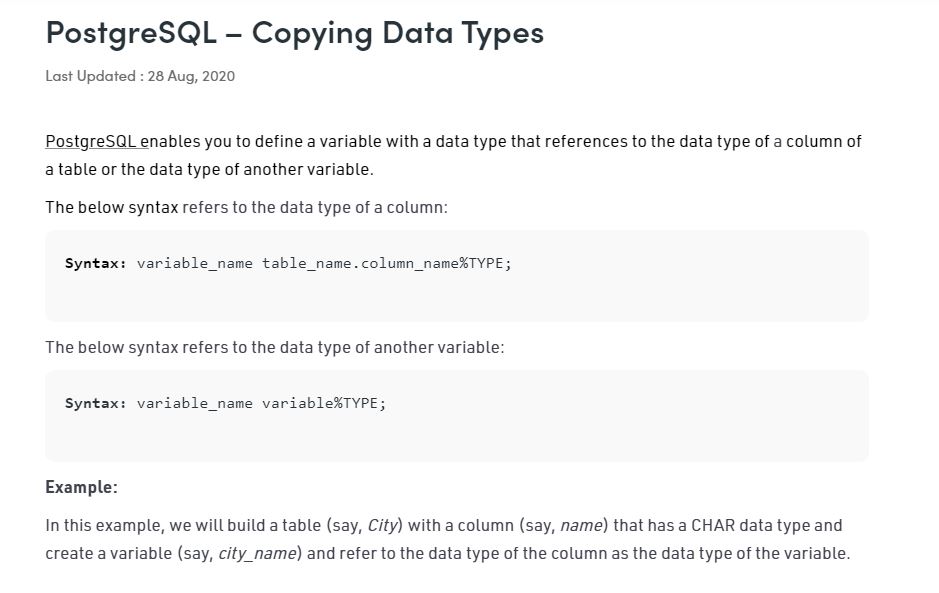 PostgreSQL – Copying Data Types
Last Updated : 28 Aug, 2020
PostgreSQL enables you to define a variable with a data type that references to the data type of a column of
a table or the data type of another variable.
The below syntax refers to the data type of a column:
Syntax: variable_name table_name.column_name%TYPE;
The below syntax refers to the data type of another variable:
Syntax: variable_name variable%TYPE;
Example:
In this example, we will build a table (say, City) with a column (say, name) that has a CHAR data type and
create a variable (say, city_name) and refer to the data type of the column as the data type of the variable.